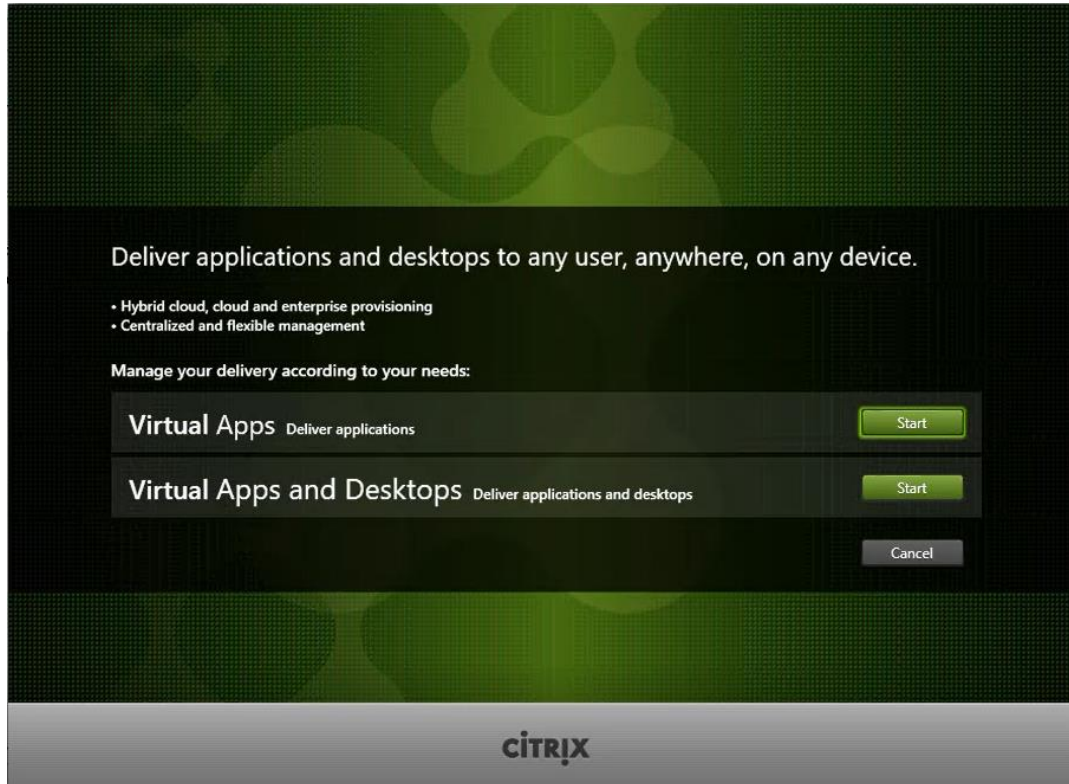 Deliver applications and desktops to any user, anywhere, on any device.
• Hybrid cloud, cloud and enterprise provisioning
• Centralized and flexible management
Manage your delivery according to your needs:
Virtual Apps Deliver applications
Start
Virtual Apps and Desktops Deliver applications and desktops
Start
Cancel
CITRIX